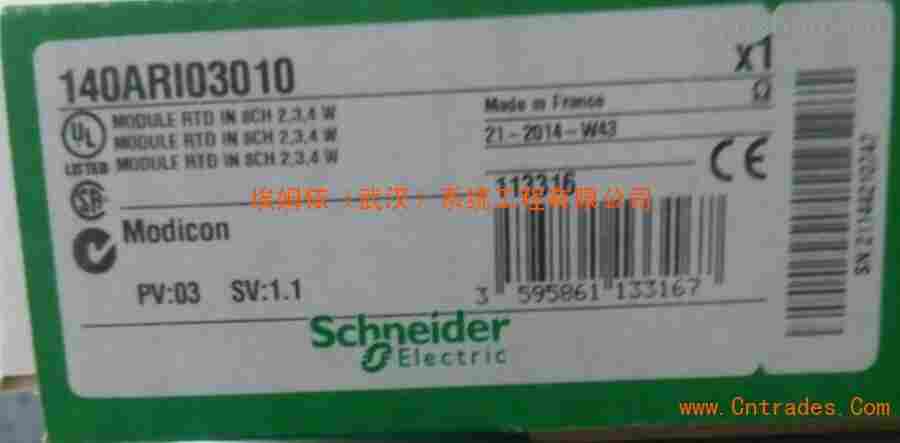 140ARI03010
x1
Ω
UL
LISTED
MODULE RTD IN 8CH 2,3,4 W
MODULE RTD IN 8CH 2,3,4 W
MODULE RTD IN 8CH 2,3,4 W
Made in France
21-2014-W43
CE
113316
埃姆硕（武汉）系统工程有限公司
Modicon
PV:03 SV:1.1
3 595861 133167
Schneider
Electric
www.Cntrades.Com